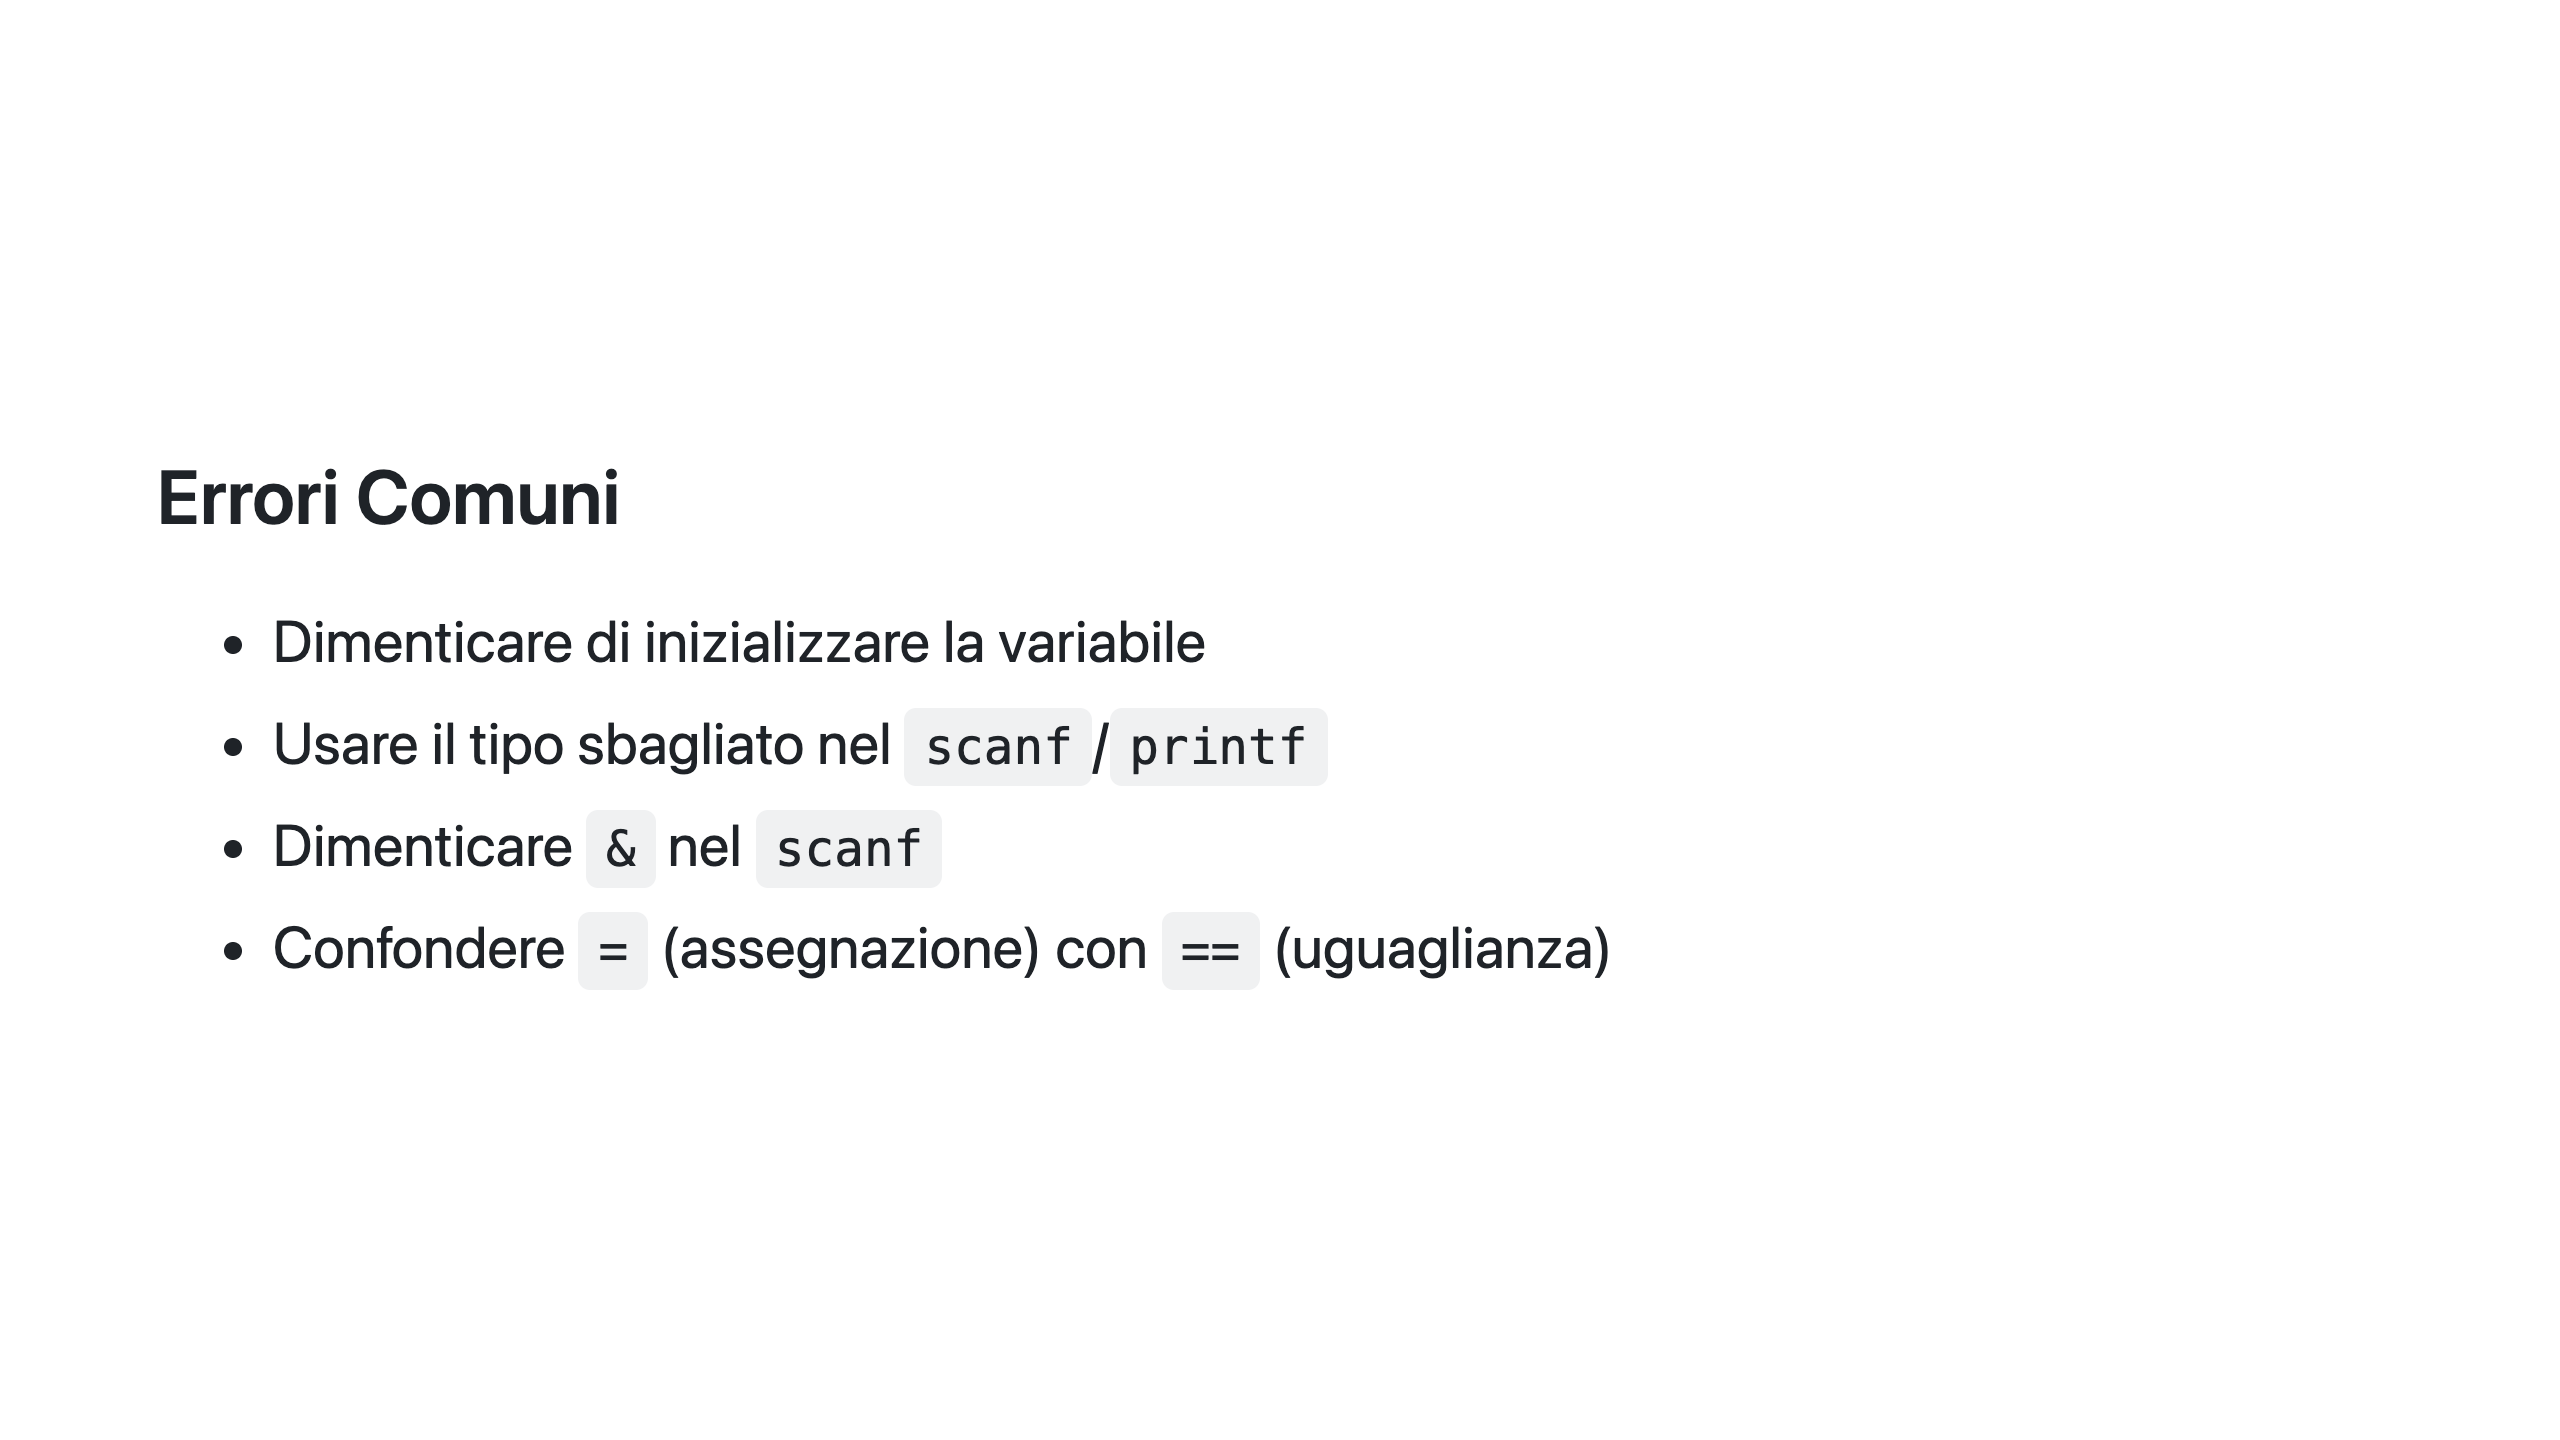 Errori Comuni
• Dimenticare di inizializzare la variabile
• Usare il tipo sbagliato nel scanf/printf
• Dimenticare & nel scanf
• Confondere = (assegnazione) con == (uguaglianza)